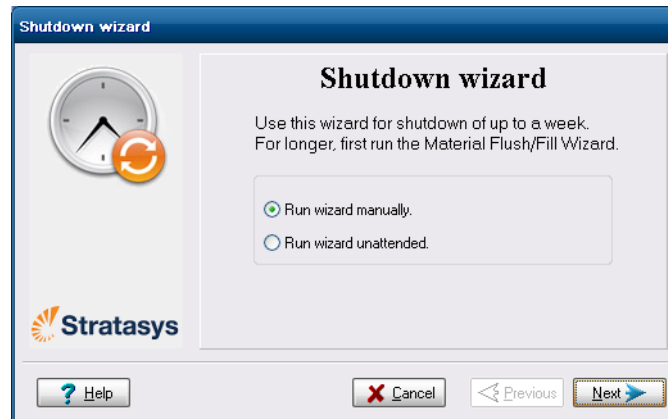 Shutdown wizard
Shutdown wizard
Use this wizard for shutdown of up to a week.
For longer, first run the Material Flush/Fill Wizard.
Run wizard manually.
Run wizard unattended.
Stratasys
? Help
Cancel
Previous
Next